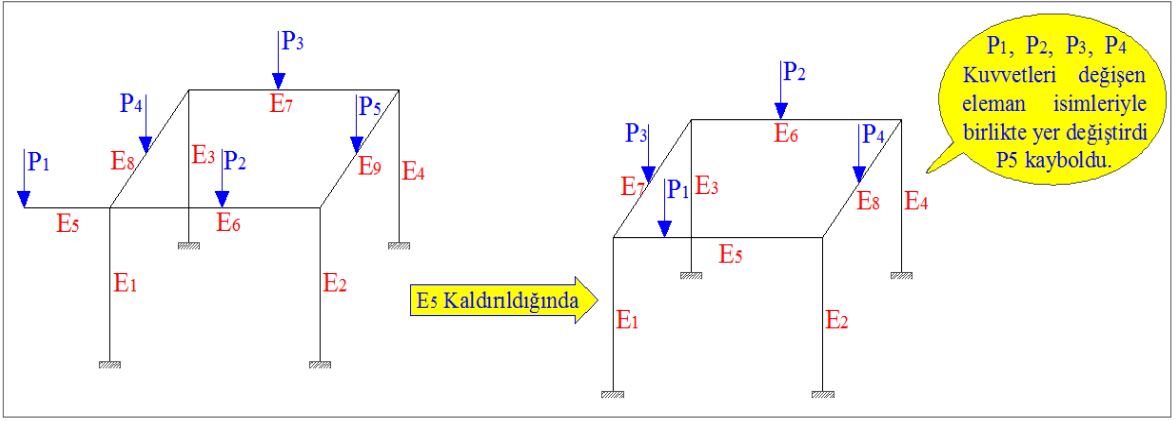 P3
P4
E7
P5
P1
E8
E3
P2
E9
E4
E5
E6
E1
E2
E5 Kaldırıldığında
P2
P3
E6
P4
E7
P1
E3
E8
E4
E5
E1
E2
P1, P2, P3, P4
Kuvvetleri değişen
eleman isimleriyle
birlikte yer değiştirdi
P5 kayboldu.